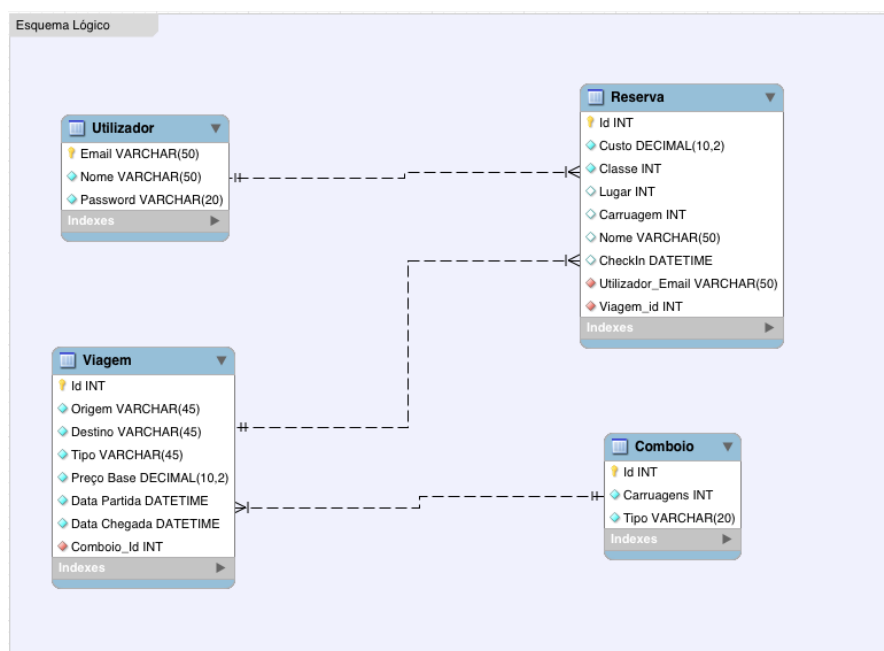 Esquema Lógico
Utilizador
Email VARCHAR(50)
Nome VARCHAR(50)
Password VARCHAR(20)
Indexes
Reserva
Id INT
Custo DECIMAL(10,2)
Classe INT
Lugar INT
Carruagem INT
Nome VARCHAR(50)
CheckIn DATETIME
Utilizador_Email VARCHAR(50)
Viagem_id INT
Indexes
Viagem
Id INT
Origem VARCHAR(45)
Destino VARCHAR(45)
Tipo VARCHAR(45)
Preço Base DECIMAL(10,2)
Data Partida DATETIME
Data Chegada DATETIME
Comboio_Id INT
Indexes
Comboio
Id INT
Carruagens INT
Tipo VARCHAR(20)
Indexes